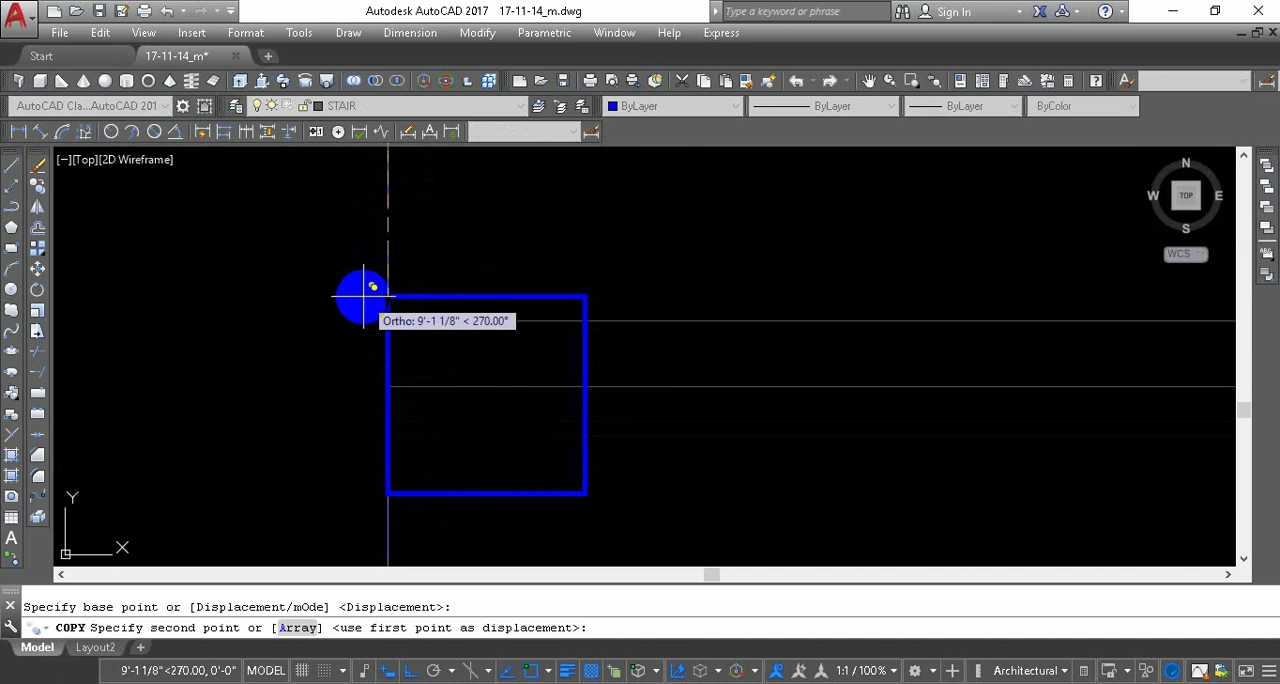 Autodesk AutoCAD 2017 17-11-14_m.dwg
Type a keyword or phrase
Sign In
File Edit View Insert Format Tools Draw Dimension Modify Parametric Window Help Express
Start 17-11-14_m*
AutoCAD Cla...AutoCAD 201 STAIR ByLayer ByLayer ByLayer ByColor
[−][Top][2D Wireframe]
N
W TOP E
S
WCS
Ortho: 9'-1 1/8" < 270.00°
Y
X
Specify base point or [Displacement/mOde] <Displacement>:
COPY Specify second point or [Array] <use first point as displacement>:
Model Layout2
9'-1 1/8"<270.00, 0'-0" MODEL 1:1 / 100% Architectural